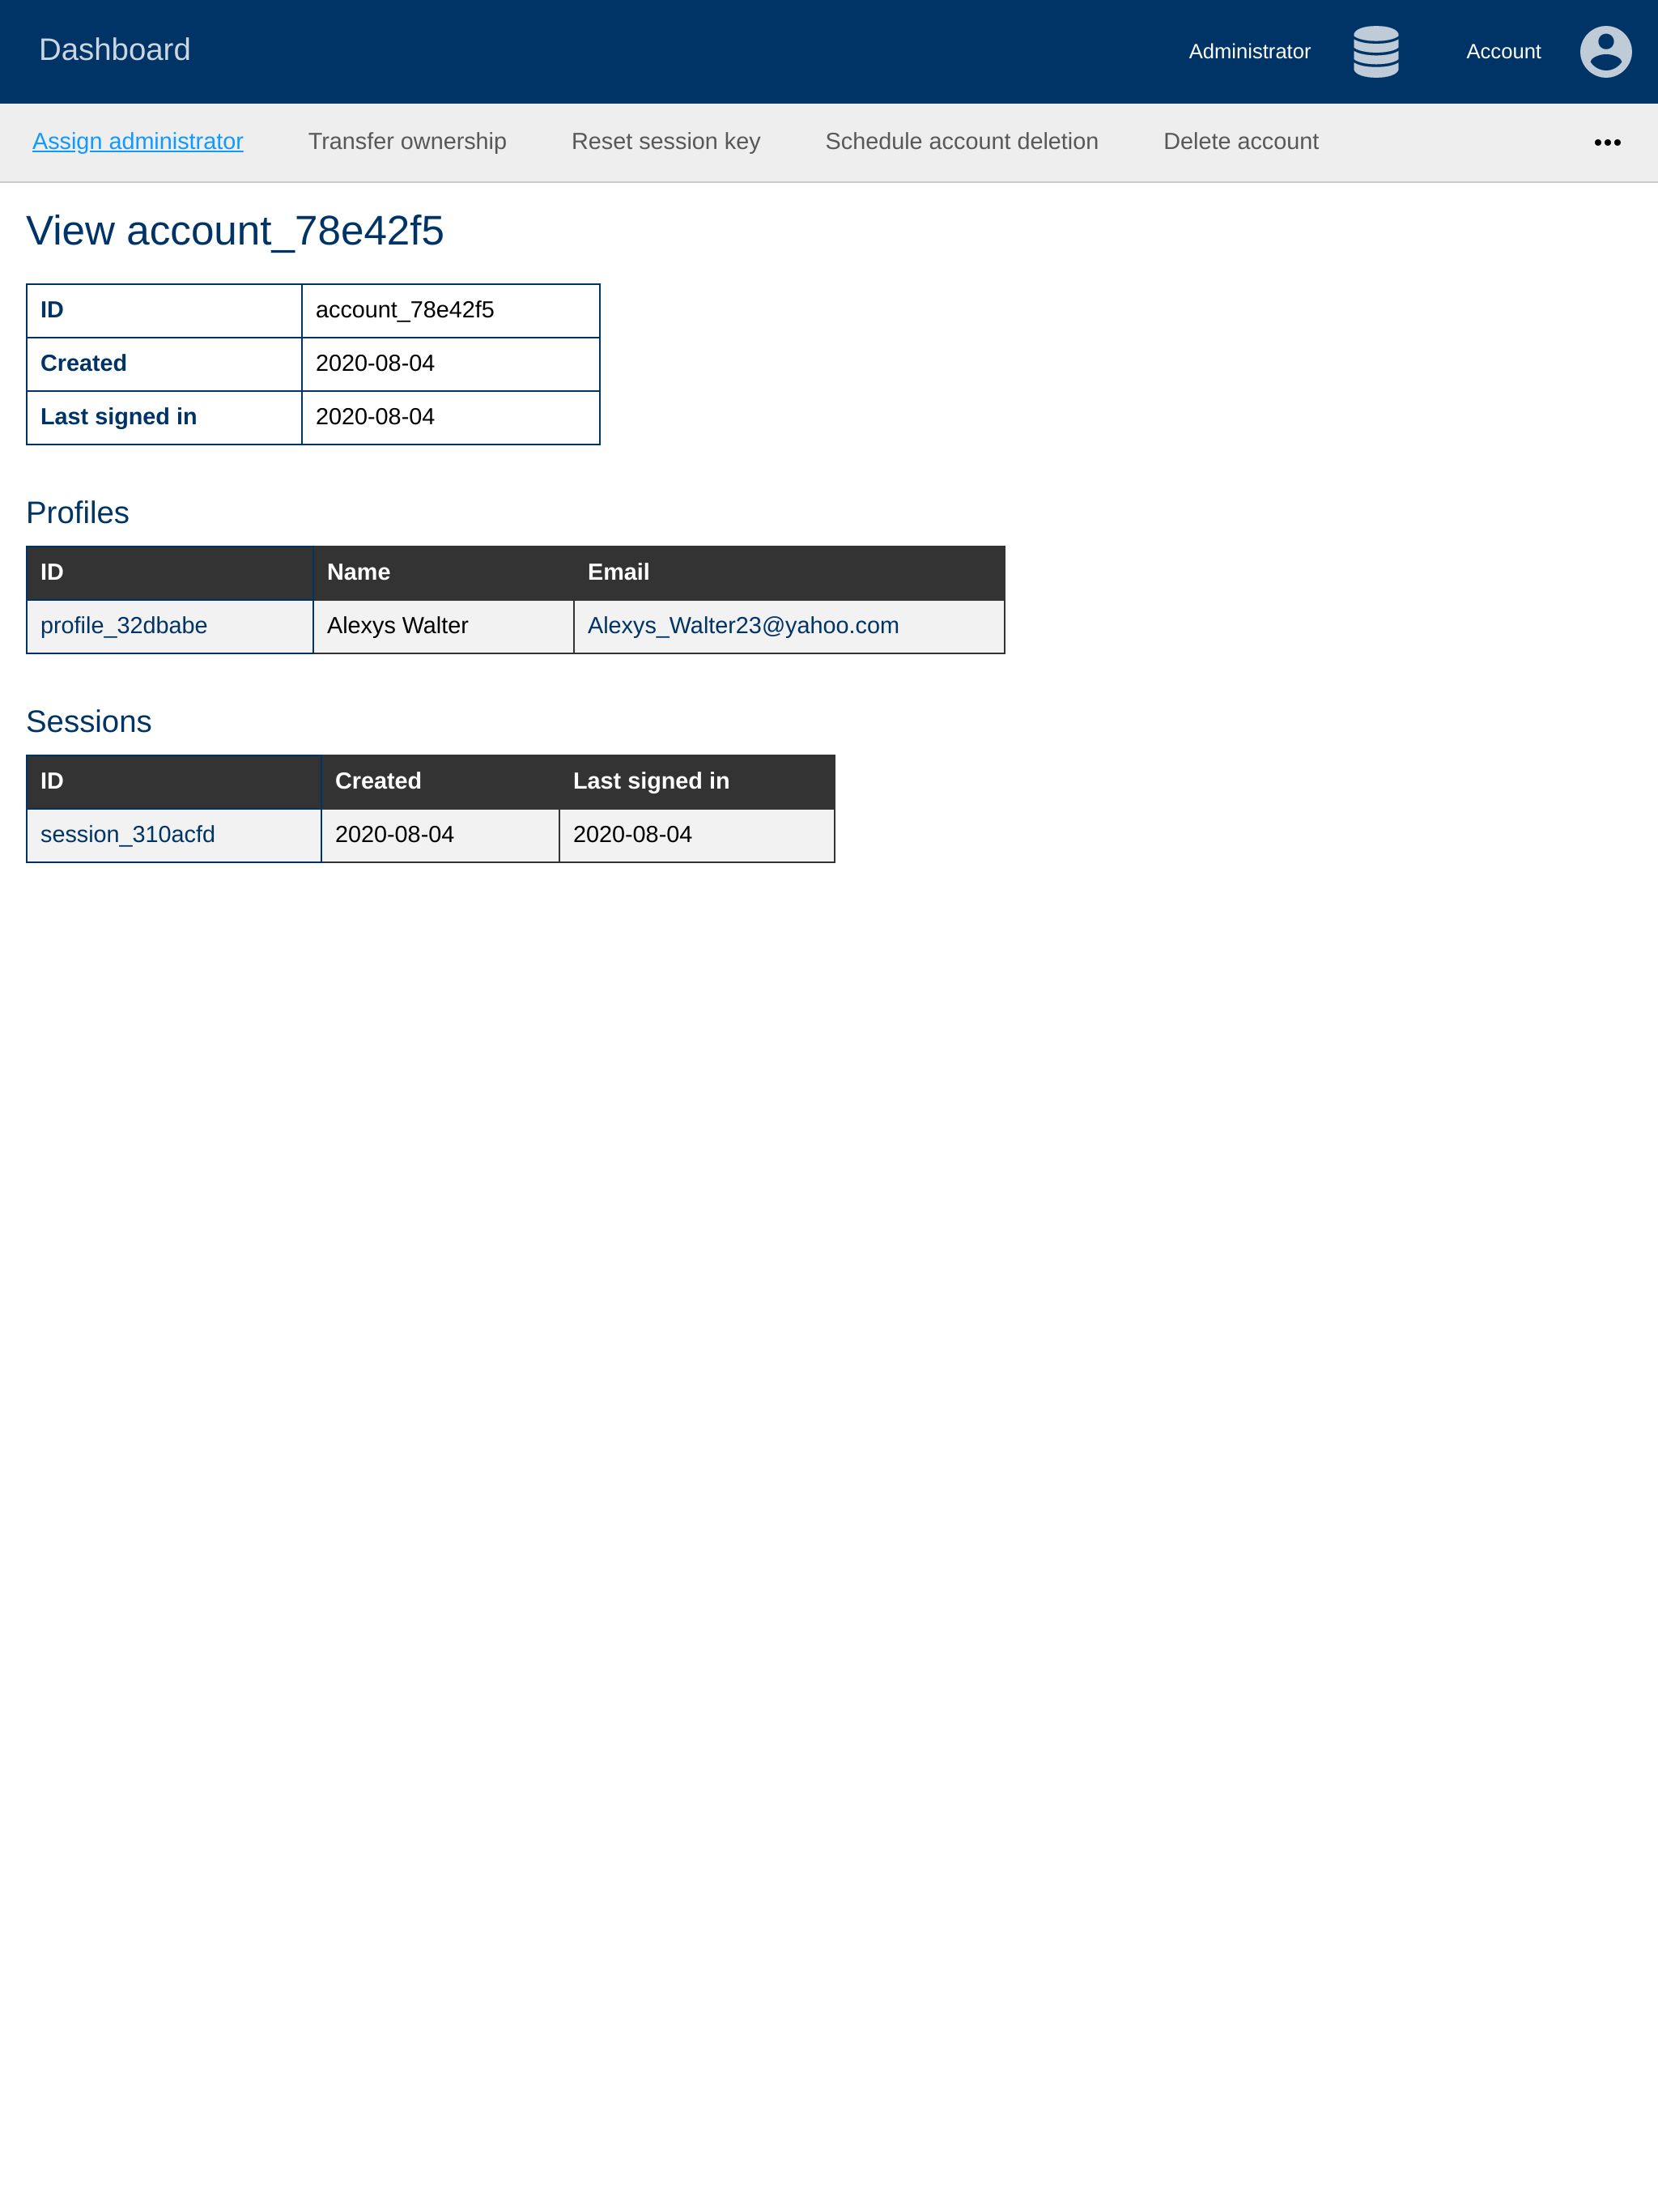 Dashboard Administrator Account
Assign administrator Transfer ownership Reset session key Schedule account deletion Delete account •••
View account_78e42f5
ID account_78e42f5
Created 2020-08-04
Last signed in 2020-08-04
Profiles
ID Name Email
profile_32dbabe Alexys Walter Alexys_Walter23@yahoo.com
Sessions
ID Created Last signed in
session_310acfd 2020-08-04 2020-08-04